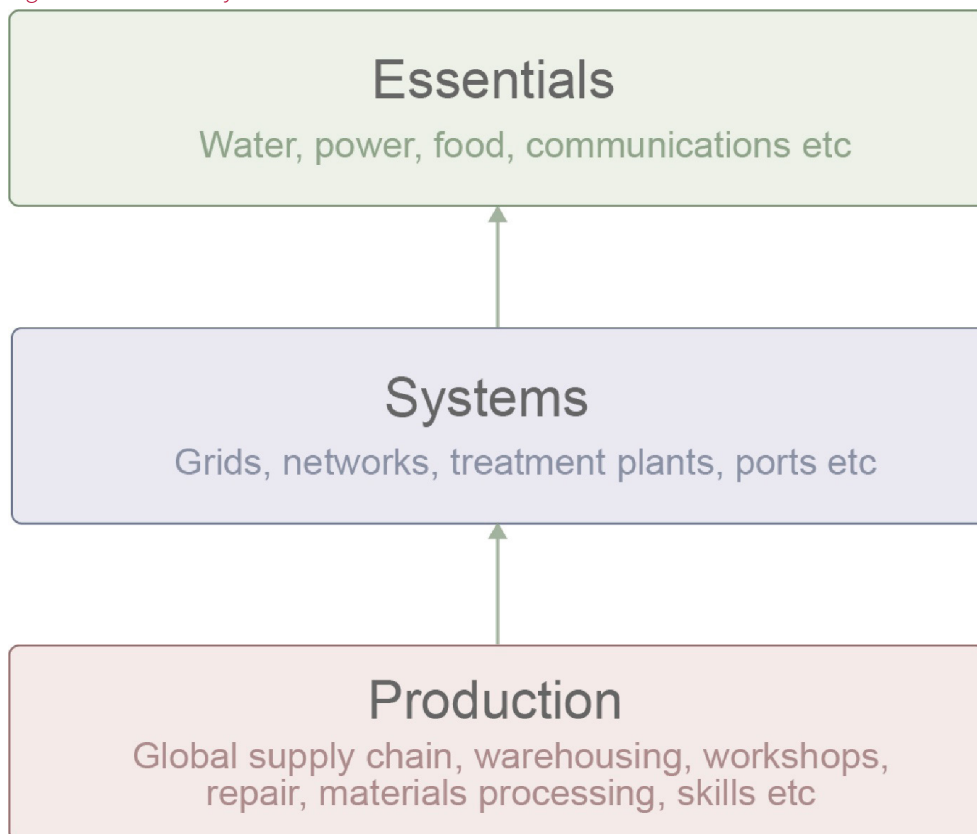 Essentials
Water, power, food, communications etc
Systems
Grids, networks, treatment plants, ports etc
Production
Global supply chain, warehousing, workshops,
repair, materials processing, skills etc